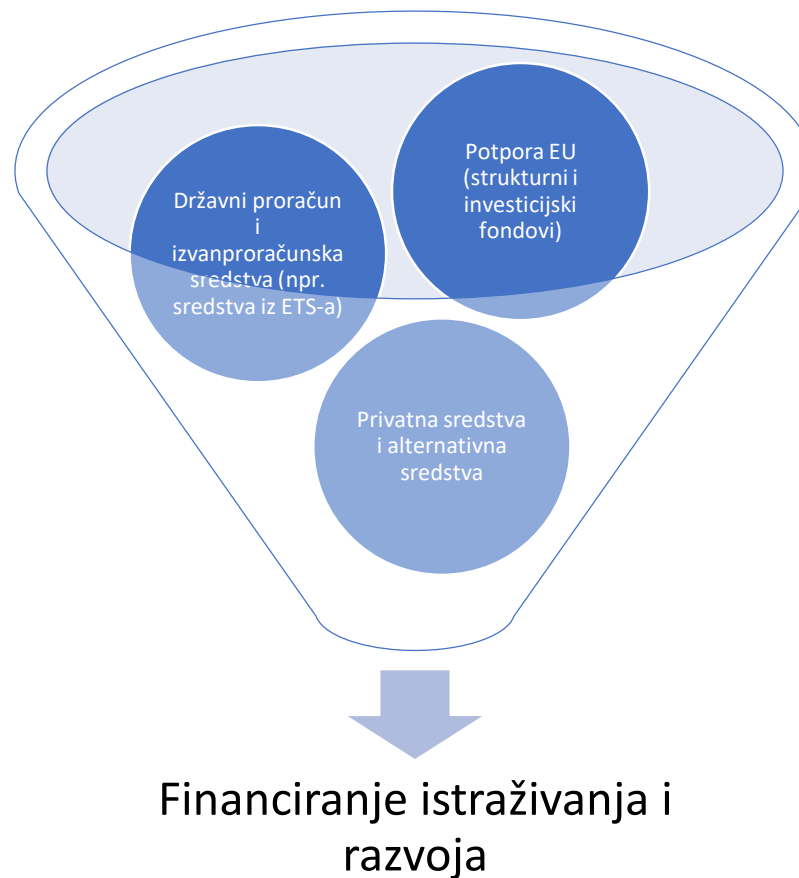 Potpora EU
(strukturni i
investicijski
fondovi)
Državni proračun
i
izvanproračunska
sredstva (npr.
sredstva iz ETS-a)
Privatna sredstva
i alternativna
sredstva
Financiranje istraživanja i
razvoja